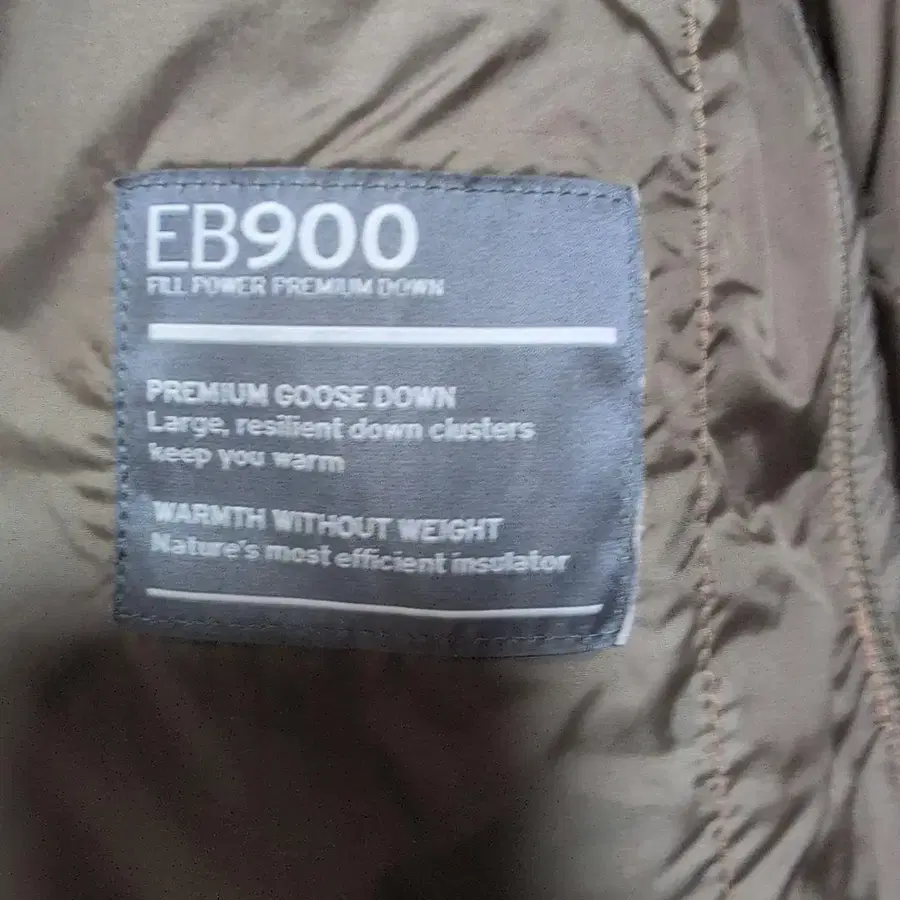 EB900
FILL POWER PREMIUM DOWN
PREMIUM GOOSE DOWN
Large, resilient down clusters
keep you warm
WARMTH WITHOUT WEIGHT
Nature's most efficient insulator